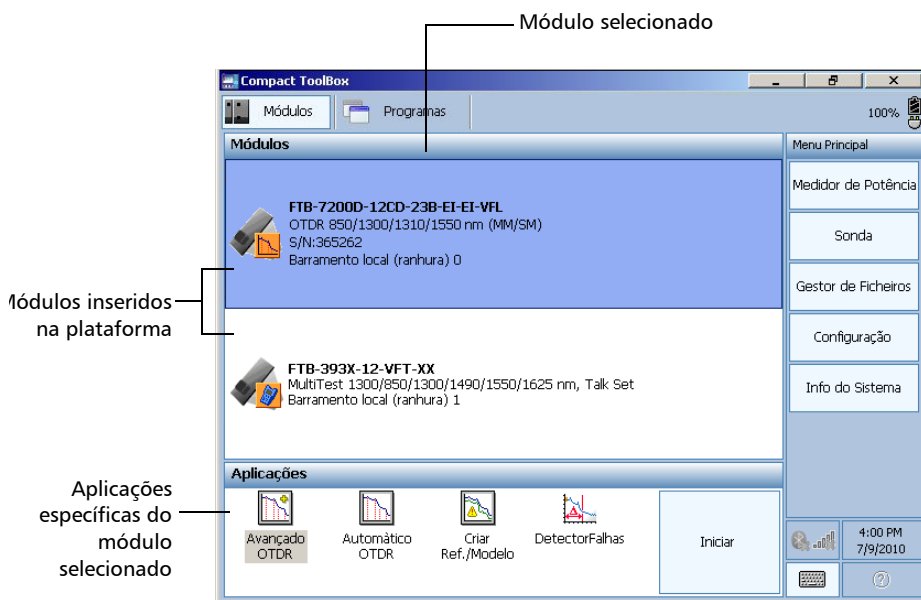 Módulo selecionado
Compact ToolBox
Módulos
Programas
100%
Módulos
Menu Principal
FTB-7200D-12CD-23B-EI-EI-VFL
OTDR 850/1300/1310/1550 nm (MM/SM)
S/N:365262
Barramento local (ranhura) 0
Módulos inseridos
na plataforma
FTB-393X-12-VFT-XX
MultiTest 1300/850/1300/1490/1550/1625 nm, Talk Set
Barramento local (ranhura) 1
Medidor de Potência
Sonda
Gestor de Ficheiros
Configuração
Info do Sistema
Aplicações
Aplicações
específicas do
módulo
selecionado
Avançado
OTDR
Automàtico
OTDR
Criar
Ref./Modelo
DetectorFalhas
Iniciar
4:00 PM
7/9/2010